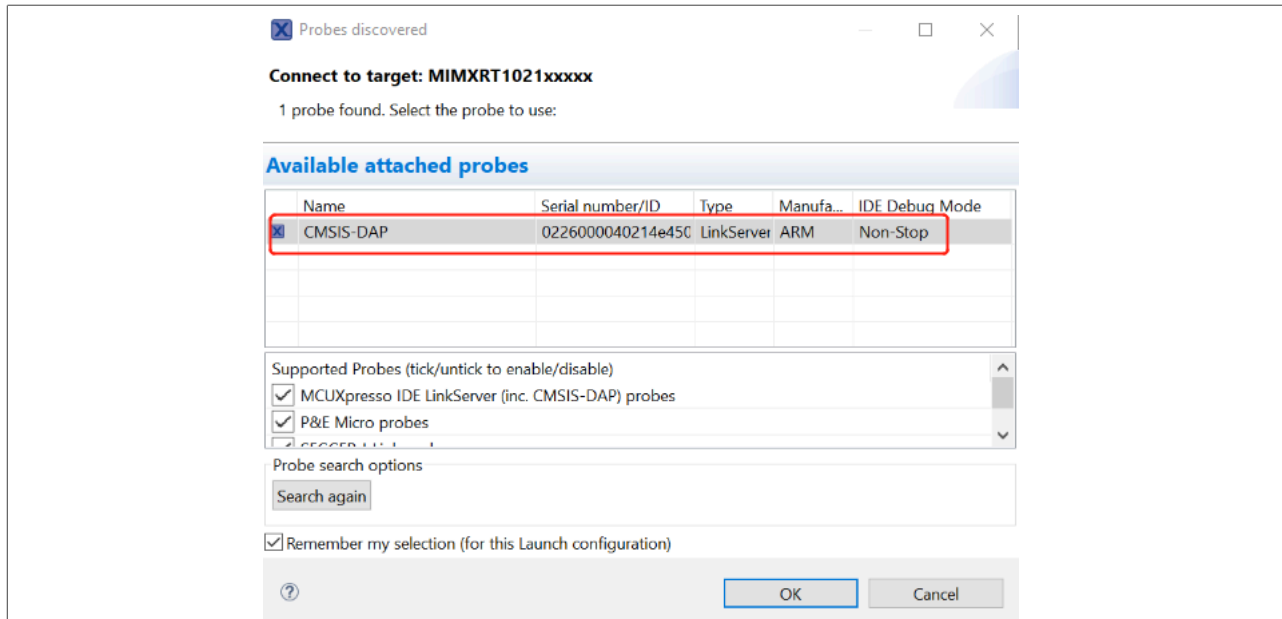 Probes discovered
Connect to target: MIMXRT1021xxxxx
1 probe found. Select the probe to use:
Available attached probes
Name Serial number/ID Type Manufa... IDE Debug Mode
CMSIS-DAP 0226000040214e450 LinkServer ARM Non-Stop
Supported Probes (tick/untick to enable/disable)
MCUXpresso IDE LinkServer (inc. CMSIS-DAP) probes
P&E Micro probes
Probe search options
Search again
Remember my selection (for this Launch configuration)
OK Cancel